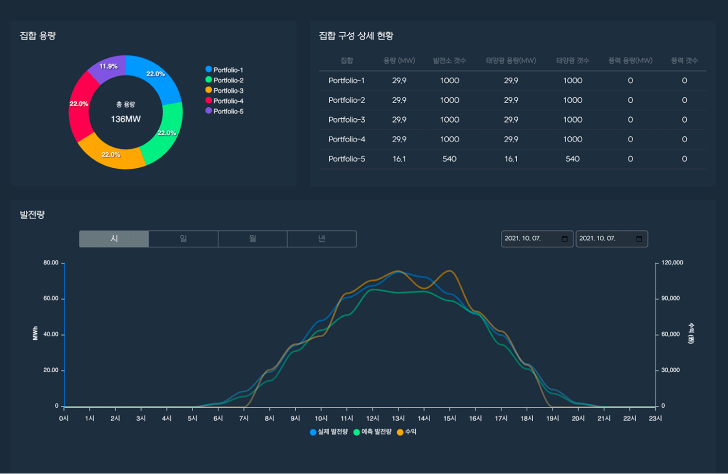 집합 용량
11.9%
22.0%
22.0%
22.0%
22.0%
총 용량
136MW
Portfolio-1
Portfolio-2
Portfolio-3
Portfolio-4
Portfolio-5
집합 구성 상세 현황
집합 용량 (MW) 발전소 갯수 태양광 용량(MW) 태양광 갯수 풍력 용량(MW) 풍력 갯수
Portfolio-1 29.9 1000 29.9 1000 0 0
Portfolio-2 29.9 1000 29.9 1000 0 0
Portfolio-3 29.9 1000 29.9 1000 0 0
Portfolio-4 29.9 1000 29.9 1000 0 0
Portfolio-5 16.1 540 16.1 540 0 0
발전량
시 일 월 년
2021. 10. 07. 2021. 10. 07.
80.00
60.00
40.00
20.00
0
MWh
120,000
90,000
60,000
30,000
0
수익 (원)
0시 1시 2시 3시 4시 5시 6시 7시 8시 9시 10시 11시 12시 13시 14시 15시 16시 17시 18시 19시 20시 21시 22시 23시
실제 발전량 예측 발전량 수익